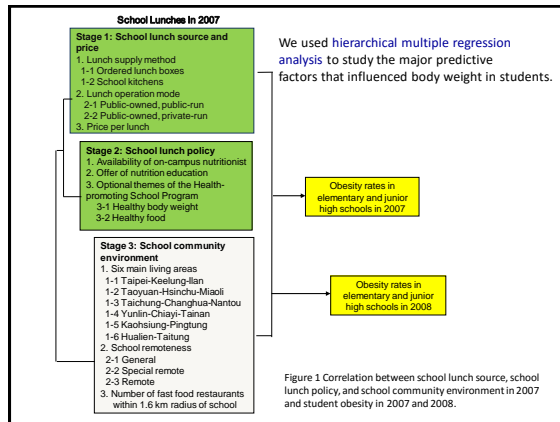 School Lunches In 2007
Stage 1: School lunch source and
price
1. Lunch supply method
1-1 Ordered lunch boxes
1-2 School kitchens
2. Lunch operation mode
2-1 Public-owned, public-run
2-2 Public-owned, private-run
3. Price per lunch
We used hierarchical multiple regression
analysis to study the major predictive
factors that influenced body weight in students.
Stage 2: School lunch policy
1. Availability of on-campus nutritionist
2. Offer of nutrition education
3. Optional themes of the Health-
promoting School Program
3-1 Healthy body weight
3-2 Healthy food
Obesity rates in
elementary and junior
high schools in 2007
Stage 3: School community
environment
1. Six main living areas
1-1 Taipei-Keelung-Ilan
1-2 Taoyuan-Hsinchu-Miaoli
1-3 Taichung-Changhua-Nantou
1-4 Yunlin-Chiayi-Tainan
1-5 Kaohsiung-Pingtung
1-6 Hualien-Taitung
2. School remoteness
2-1 General
2-2 Special remote
2-3 Remote
3. Number of fast food restaurants
within 1.6 km radius of school
Obesity rates in
elementary and junior
high schools in 2008
Figure 1 Correlation between school lunch source, school
lunch policy, and school community environment in 2007
and student obesity in 2007 and 2008.